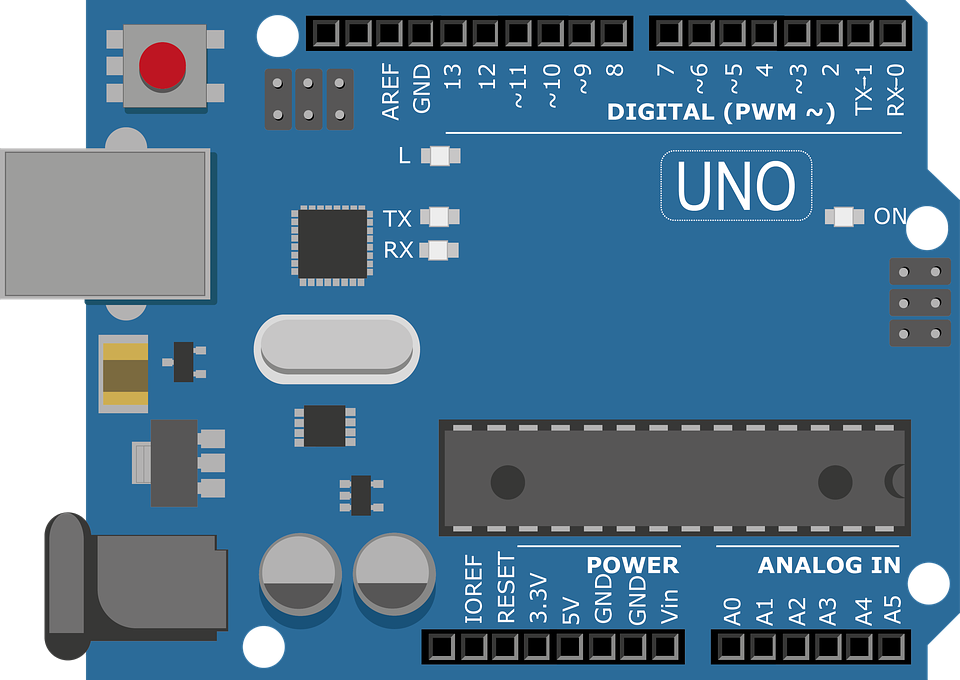 AREF
GND
13
12
~11
~10
~9
8
7
~6
~5
4
~3
2
TX→1
RX←0
DIGITAL (PWM ~)
L
UNO
TX
ON
RX
POWER
ANALOG IN
IOREF
RESET
3.3V
5V
GND
GND
Vin
A0
A1
A2
A3
A4
A5